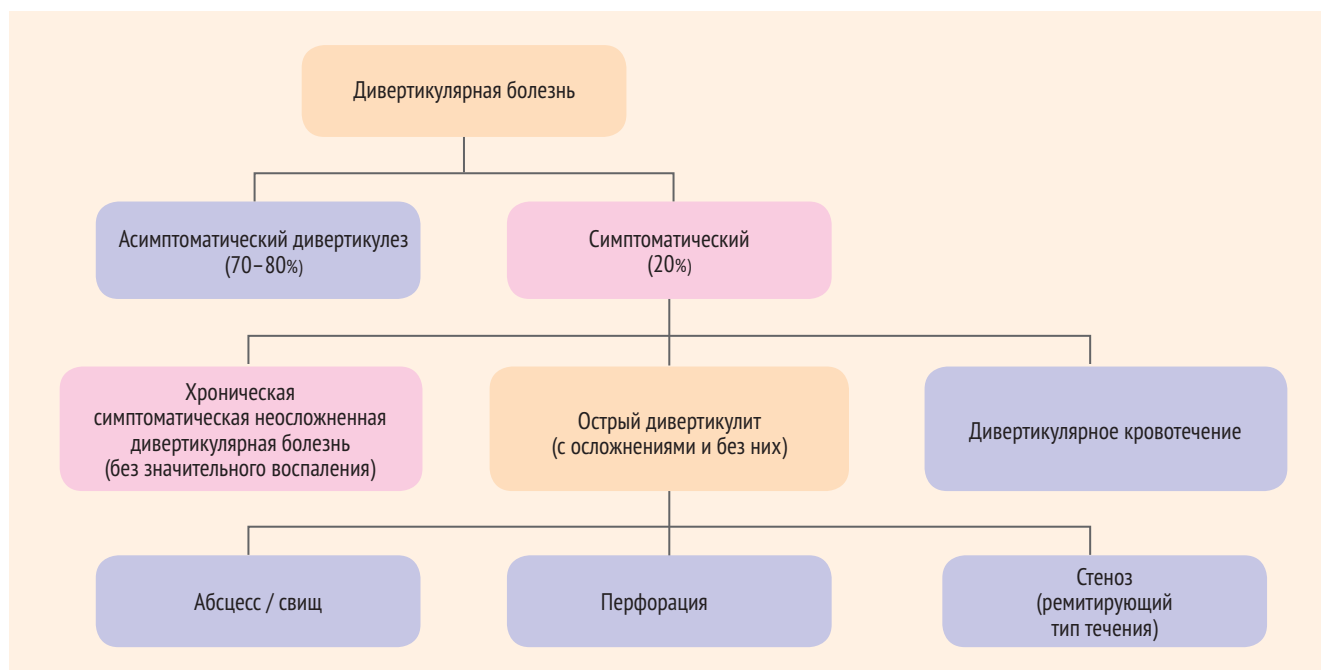 Дивертикулярная болезнь
Асимптоматический дивертикулез
(70–80%)
Симптоматический
(20%)
Хроническая
симптоматическая неосложненная
дивертикулярная болезнь
(без значительного воспаления)
Острый дивертикулит
(с осложнениями и без них)
Дивертикулярное кровотечение
Абсцесс / свищ
Перфорация
Стеноз
(ремитирующий
тип течения)